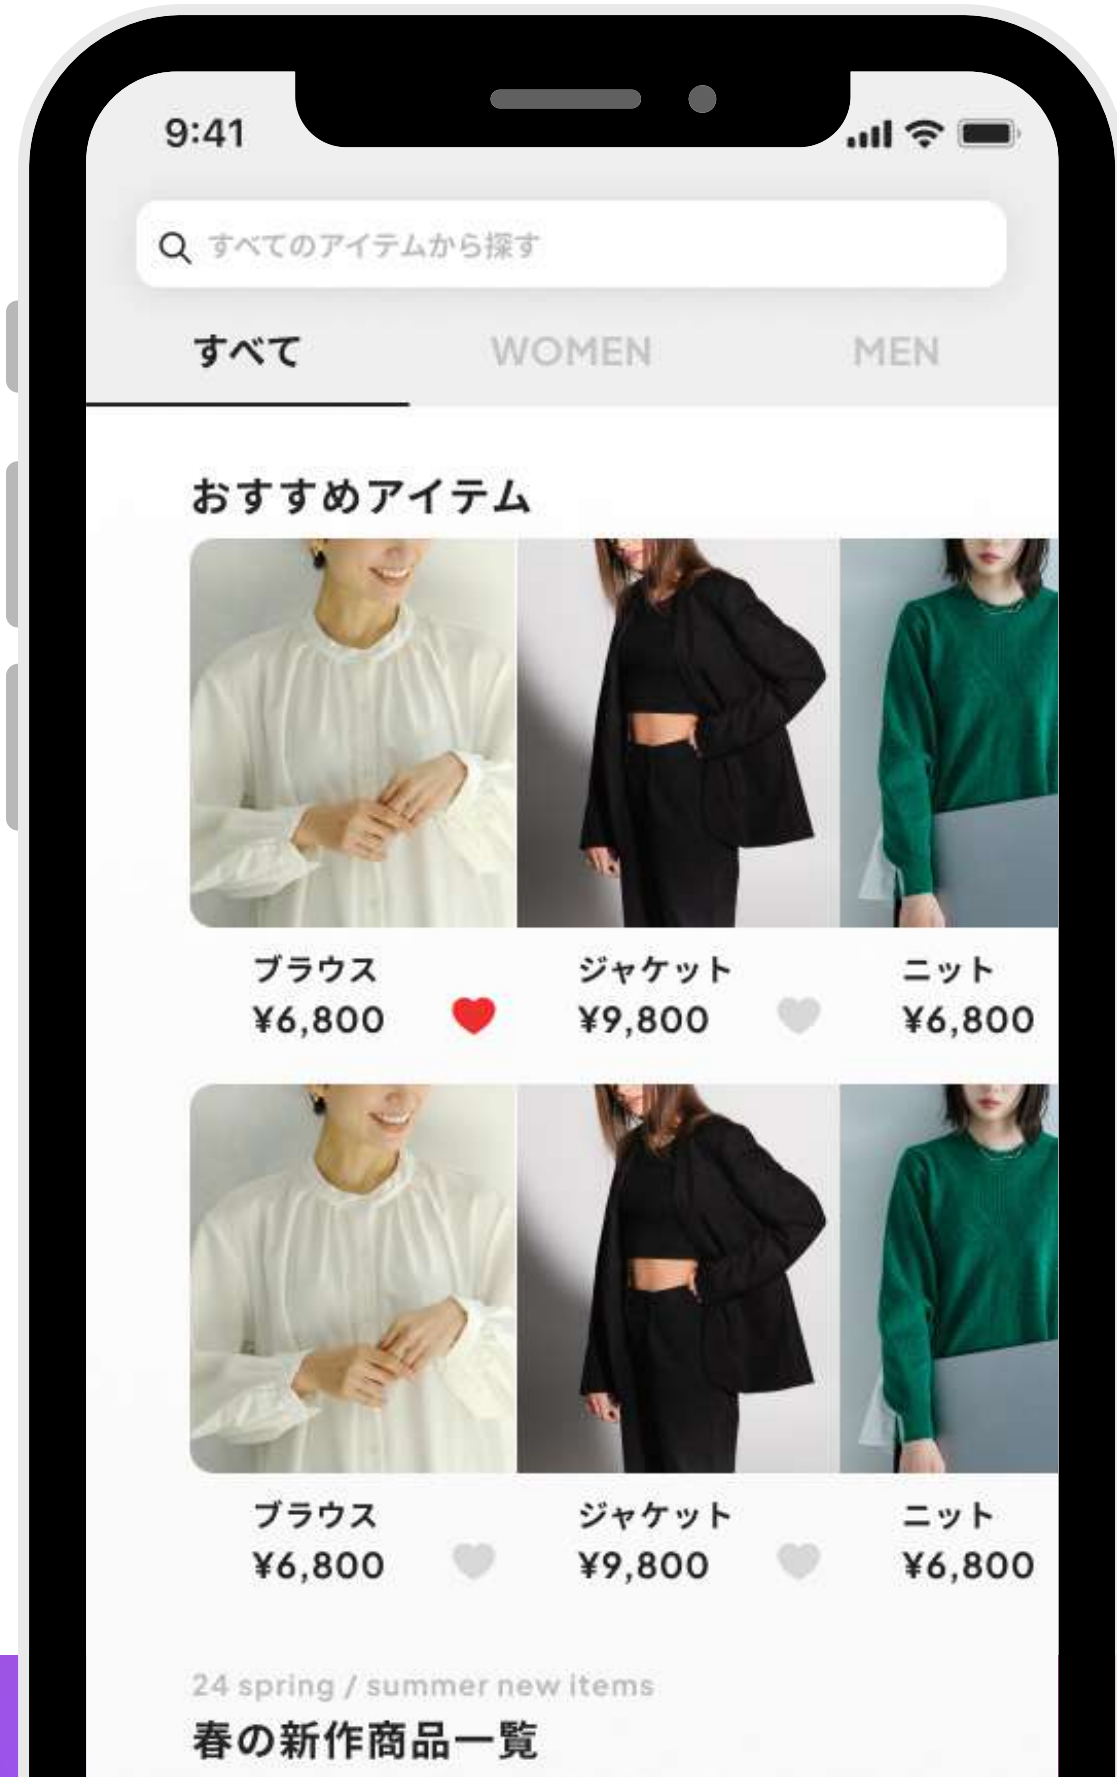 9:41
すべてのアイテムから探す
すべて WOMEN MEN
おすすめアイテム
ブラウス ジャケット ニット
¥6,800 ¥9,800 ¥6,800
ブラウス ジャケット ニット
¥6,800 ¥9,800 ¥6,800
24 spring / summer new items
春の新作商品一覧